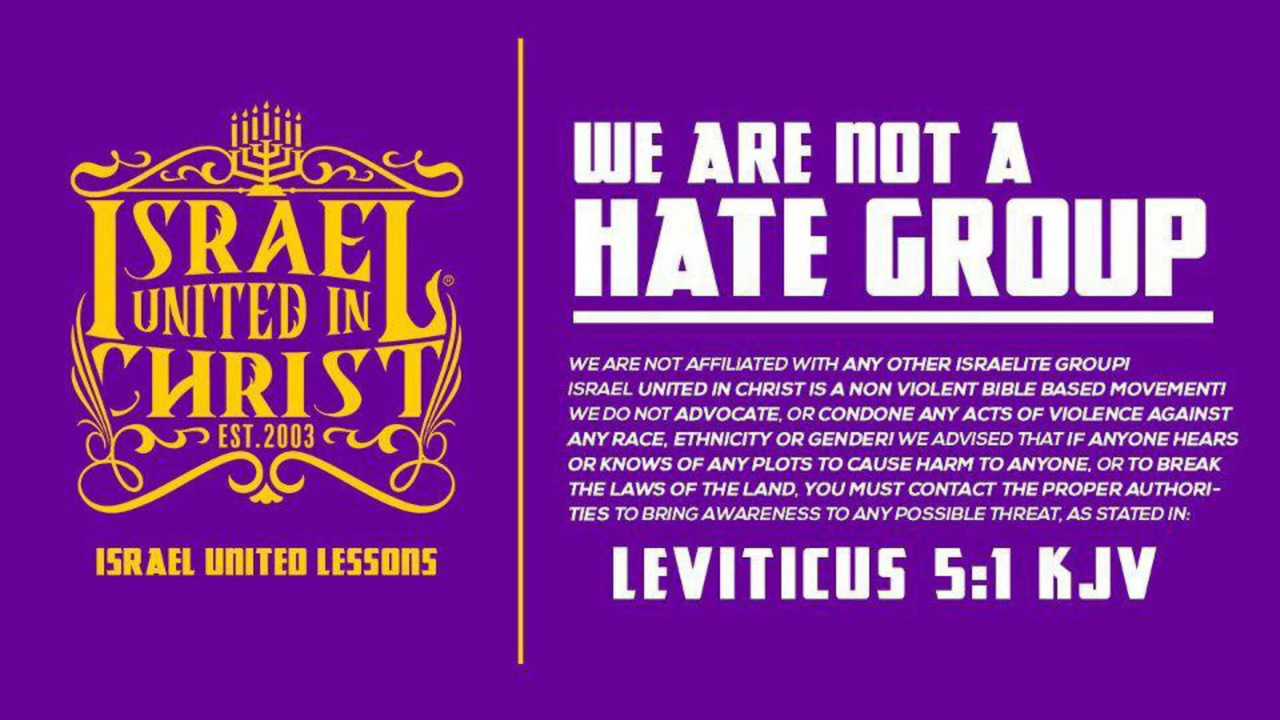 ISRAEL
UNITED IN
CHRIST
EST. 2003
®
ISRAEL UNITED LESSONS
WE ARE NOT A
HATE GROUP
WE ARE NOT AFFILIATED WITH ANY OTHER ISRAELITE GROUP!
ISRAEL UNITED IN CHRIST IS A NON VIOLENT BIBLE BASED MOVEMENT!
WE DO NOT ADVOCATE, OR CONDONE ANY ACTS OF VIOLENCE AGAINST
ANY RACE, ETHNICITY OR GENDER! WE ADVISED THAT IF ANYONE HEARS
OR KNOWS OF ANY PLOTS TO CAUSE HARM TO ANYONE, OR TO BREAK
THE LAWS OF THE LAND, YOU MUST CONTACT THE PROPER AUTHORI-
TIES TO BRING AWARENESS TO ANY POSSIBLE THREAT, AS STATED IN:
LEVITICUS 5:1 KJV